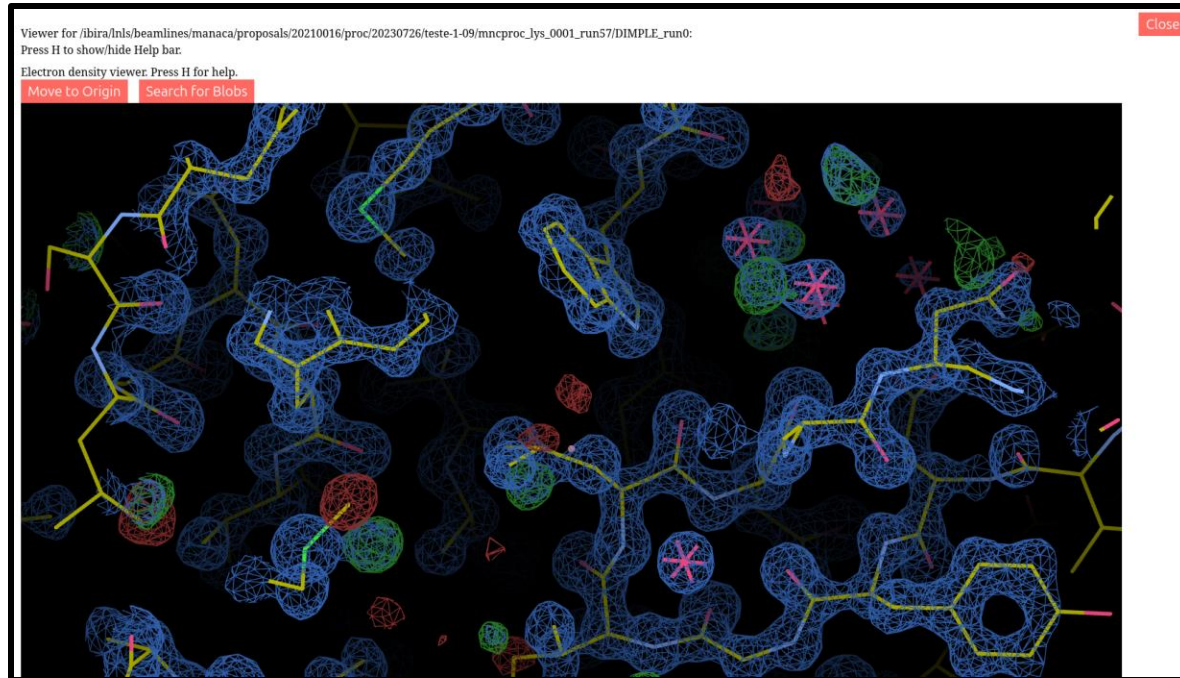 Close
Viewer for /ibira/lnls/beamlines/manaca/proposals/20210016/proc/20230726/teste-1-09/mncproc_lys_0001_run57/DIMPLE_run0:
Press H to show/hide Help bar.
Electron density viewer. Press H for help.
Move to Origin Search for Blobs